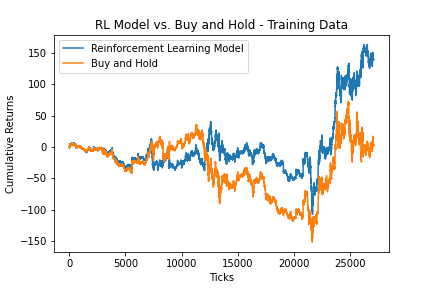 RL Model vs. Buy and Hold - Training Data
Reinforcement Learning Model
Buy and Hold
Cumulative Returns
150
100
50
0
−50
−100
−150
0
5000
10000
15000
20000
25000
Ticks